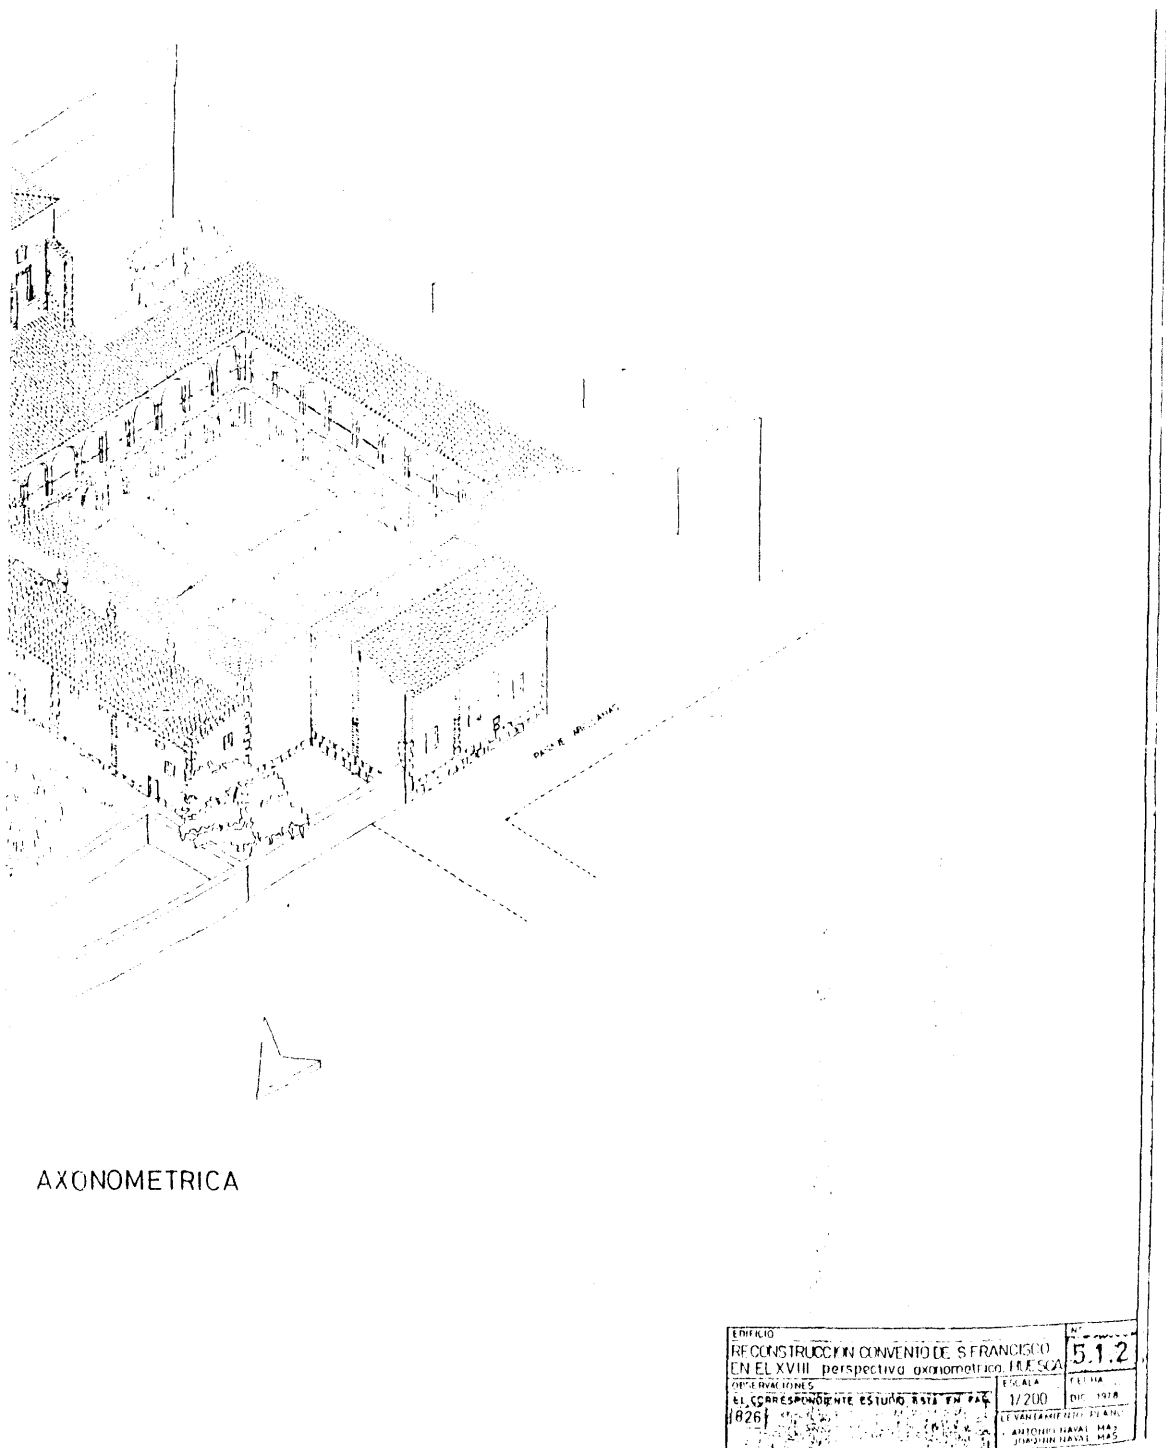 AXONOMETRICA
EDIFICIO
RECONSTRUCCION CONVENTO DE S.FRANCISCO
EN EL XVIII perspectiva axonometrica. HUESCA
Nº
5.1.2
OBSERVACIONES
EL CORRESPONDIENTE ESTUDIO ESTA EN PAG
826
ESCALA
1/200
FECHA
DIC. 1978
LEVANTAMIENTO PLANO
ANTONIO NAVAL MAS
JOAQUIN NAVAL MAS